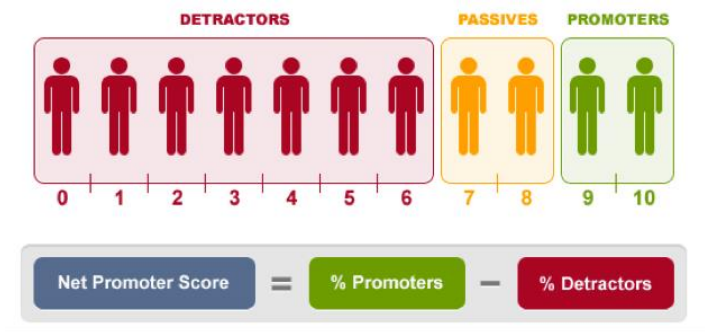 DETRACTORS PASSIVES PROMOTERS
0 1 2 3 4 5 6 7 8 9 10
Net Promoter Score = % Promoters − % Detractors